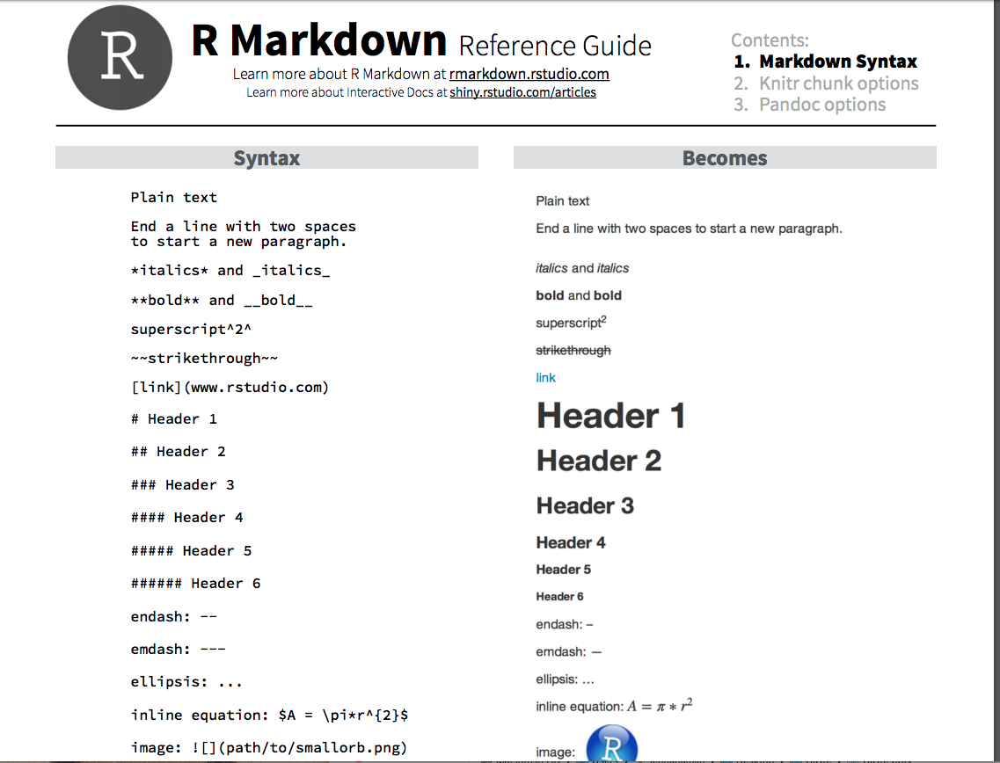 R
R Markdown Reference Guide
Learn more about R Markdown at rmarkdown.rstudio.com
Learn more about Interactive Docs at shiny.rstudio.com/articles
Contents:
1. Markdown Syntax
2. Knitr chunk options
3. Pandoc options
Syntax
Plain text
End a line with two spaces
to start a new paragraph.
*italics* and _italics_
**bold** and __bold__
superscript^2^
~~strikethrough~~
[link](www.rstudio.com)
# Header 1
## Header 2
### Header 3
#### Header 4
##### Header 5
###### Header 6
endash: --
emdash: ---
ellipsis: ...
inline equation: $A = \pi*r^{2}$
image: ![](path/to/smallorb.png)
Becomes
Plain text
End a line with two spaces to start a new paragraph.
italics and italics
bold and bold
superscript²
strikethrough
link
Header 1
Header 2
Header 3
Header 4
Header 5
Header 6
endash: –
emdash: —
ellipsis: …
inline equation: A = π ∗ r²
image: R